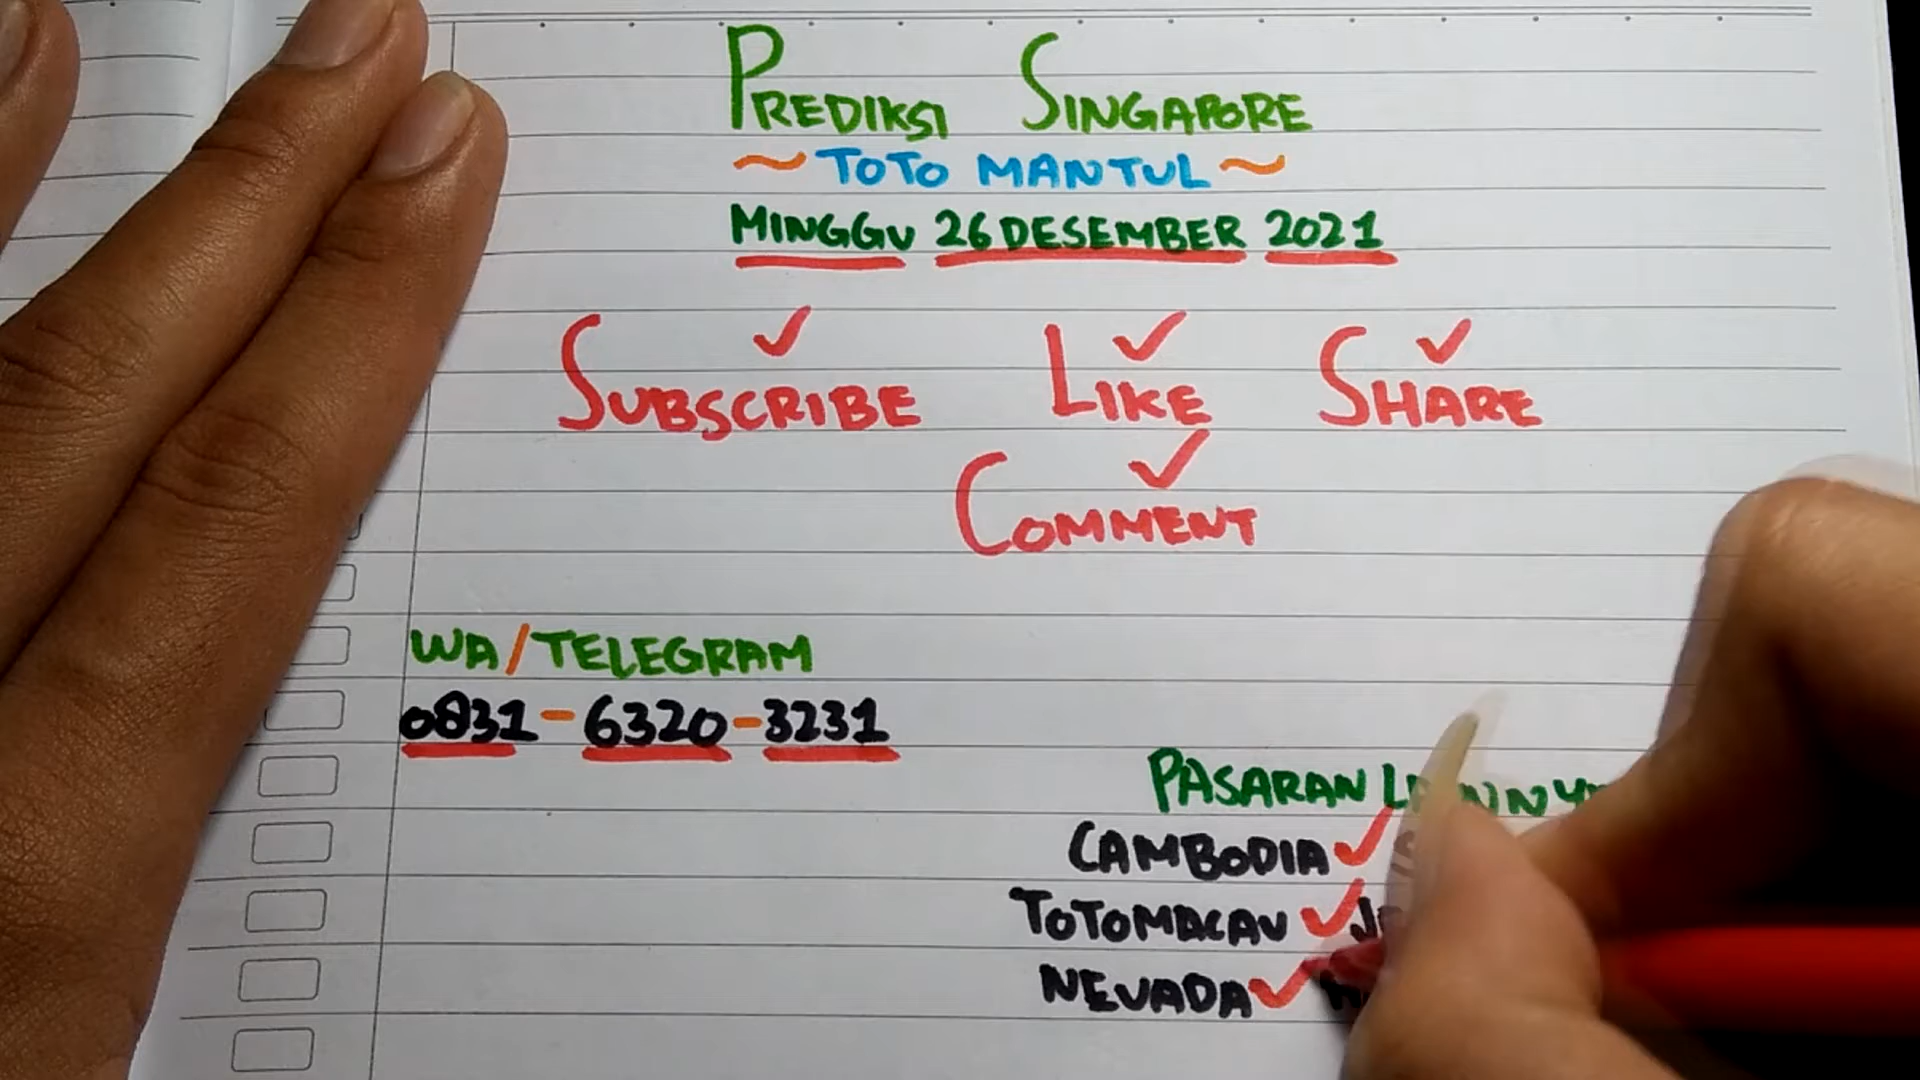 PREDIKSI SINGAPORE
~ TOTO MANTUL ~
MINGGU 26 DESEMBER 2021
SUBSCRIBE LIKE SHARE
COMMENT
WA/TELEGRAM
0831-6320-3231
PASARAN
CAMBODIA
TOTOMACAU
NEVADA